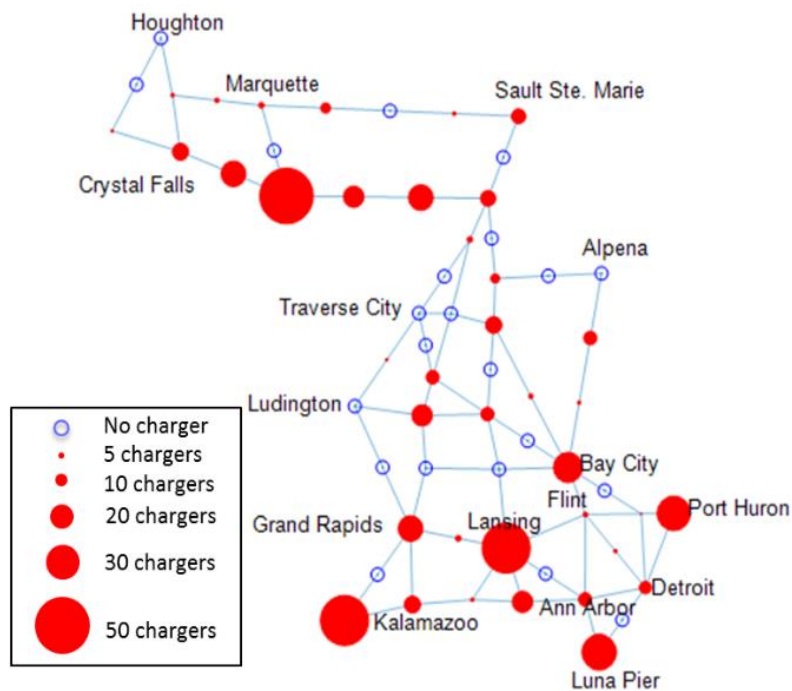 Houghton
Marquette
Sault Ste. Marie
Crystal Falls
Alpena
Traverse City
Ludington
No charger
5 chargers
10 chargers
20 chargers
30 chargers
50 chargers
Bay City
Flint
Port Huron
Grand Rapids
Lansing
Detroit
Kalamazoo
Ann Arbor
Luna Pier